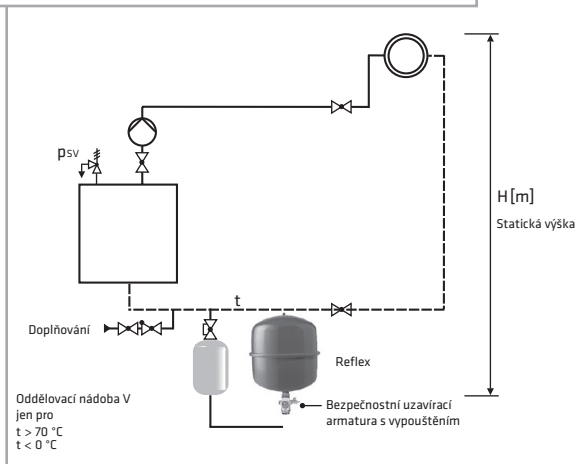 pSV
H [m]
Statická výška
t
Doplňování
Reflex
Oddělovací nádoba V
jen pro
t > 70 °C
t < 0 °C
Bezpečnostní uzavírací
armatura s vypouštěním